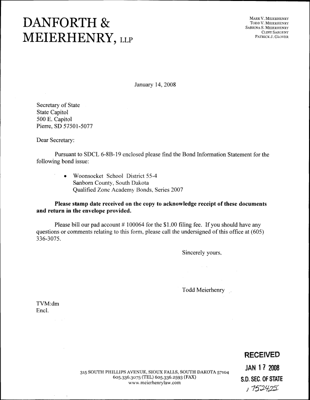 DANFORTH &
MEIERHENRY, LLP
MARK V. MEIERHENRY
TODD V. MEIERHENRY
SABRINA S. MEIERHENRY
CLINT SARGENT
PATRICK J. GLOVER
January 14, 2008
Secretary of State
State Capitol
500 E. Capitol
Pierre, SD 57501-5077
Dear Secretary:
Pursuant to SDCL 6-8B-19 enclosed please find the Bond Information Statement for the
following bond issue:
• Woonsocket School District 55-4
Sanborn County, South Dakota
Qualified Zone Academy Bonds, Series 2007
Please stamp date received on the copy to acknowledge receipt of these documents
and return in the envelope provided.
Please bill our pad account # 100064 for the $1.00 filing fee. If you should have any
questions or comments relating to this form, please call the undersigned of this office at (605)
336-3075.
Sincerely yours.
Todd Meierhenry
TVM:dm
Encl.
RECEIVED
JAN 17 2008
S.D. SEC. OF STATE
315 SOUTH PHILLIPS AVENUE, SIOUX FALLS, SOUTH DAKOTA 57104
605.336.3075 (TEL) 605.336.2593 (FAX)
www.meierhenrylaw.com